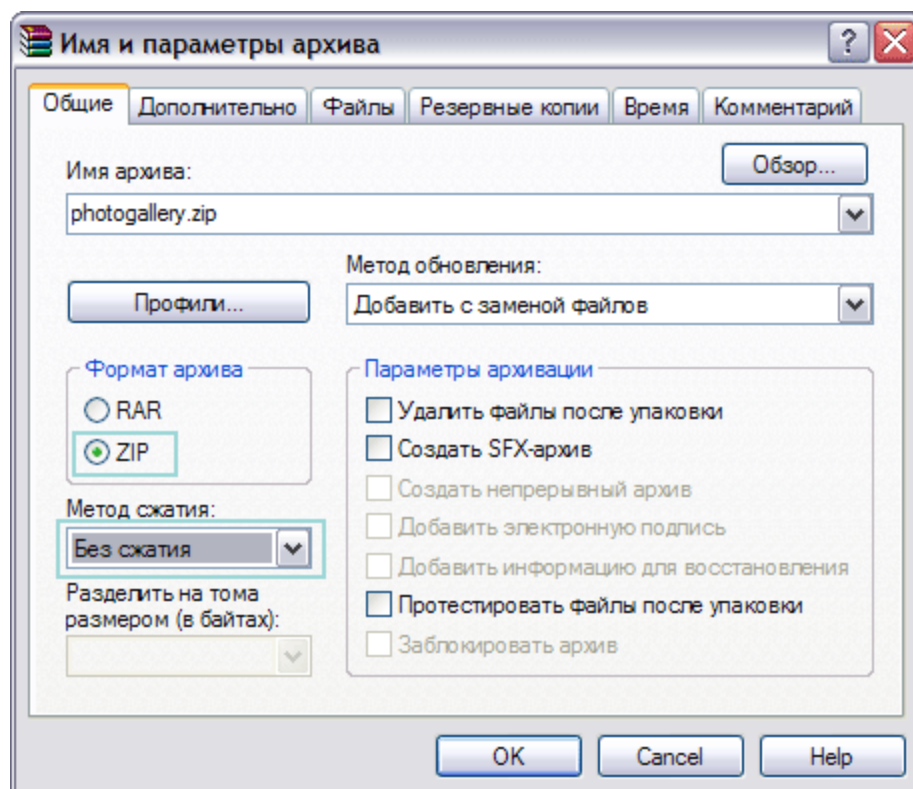 Имя и параметры архива
?
Общие
Дополнительно
Файлы
Резервные копии
Время
Комментарий
Имя архива:
Обзор...
photogallery.zip
Метод обновления:
Профили...
Добавить с заменой файлов
Формат архива
RAR
ZIP
Метод сжатия:
Без сжатия
Разделить на тома
размером (в байтах):
Параметры архивации
Удалить файлы после упаковки
Создать SFX-архив
Создать непрерывный архив
Добавить электронную подпись
Добавить информацию для восстановления
Протестировать файлы после упаковки
Заблокировать архив
OK
Cancel
Help